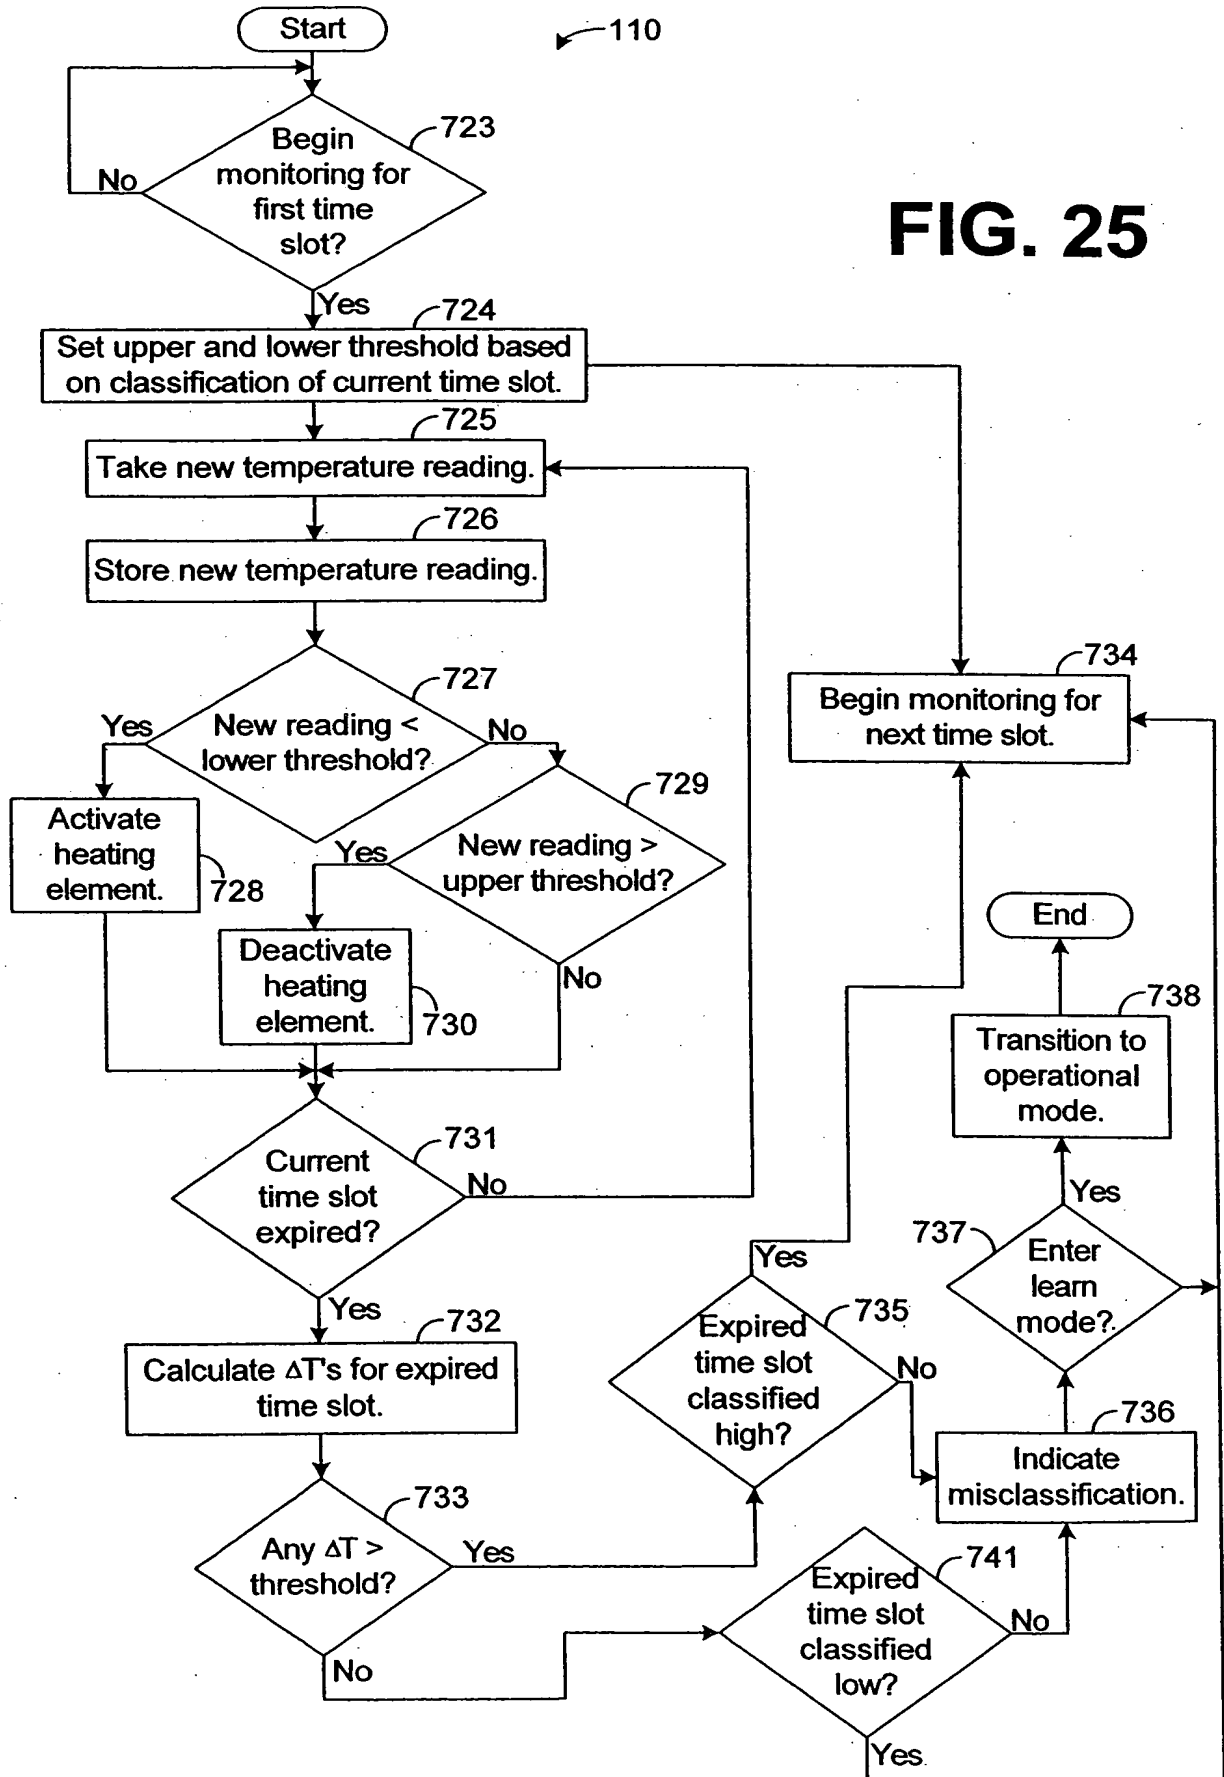 Start
110
Begin
monitoring for
first time
slot?
723
No
FIG. 25
Yes
724
Set upper and lower threshold based
on classification of current time slot.
725
Take new temperature reading.
726
Store new temperature reading.
727
New reading <
lower threshold?
Yes
No
734
Begin monitoring for
next time slot.
729
New reading >
upper threshold?
Activate
heating
element.
728
Yes
Deactivate
heating
element.
730
No
End
738
Transition to
operational
mode.
731
Current
time slot
expired?
No
Yes
737
Enter
learn
mode?
Yes
Yes
732
Calculate ΔT's for expired
time slot.
735
Expired
time slot
classified
high?
No
736
Indicate
misclassification.
733
Any ΔT >
threshold?
Yes
No
741
Expired
time slot
classified
low?
No
Yes